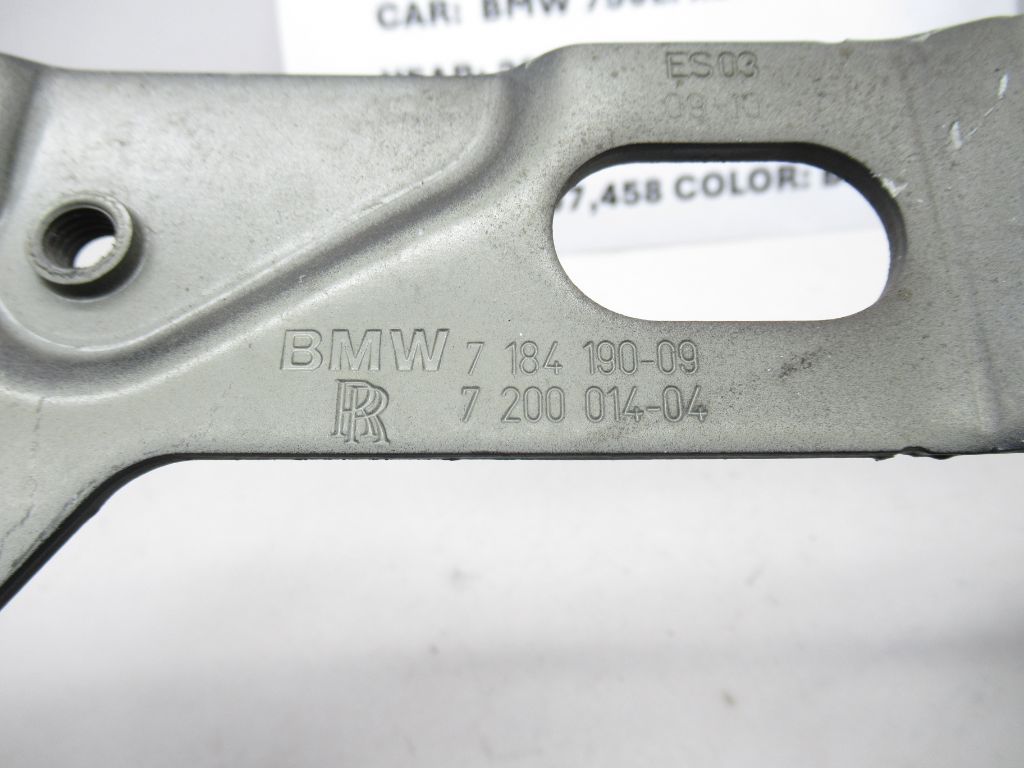 CAR: BMW
ES03
09-10
7,458 COLOR:
BMW 7 184 190-09
RR 7 200 014-04